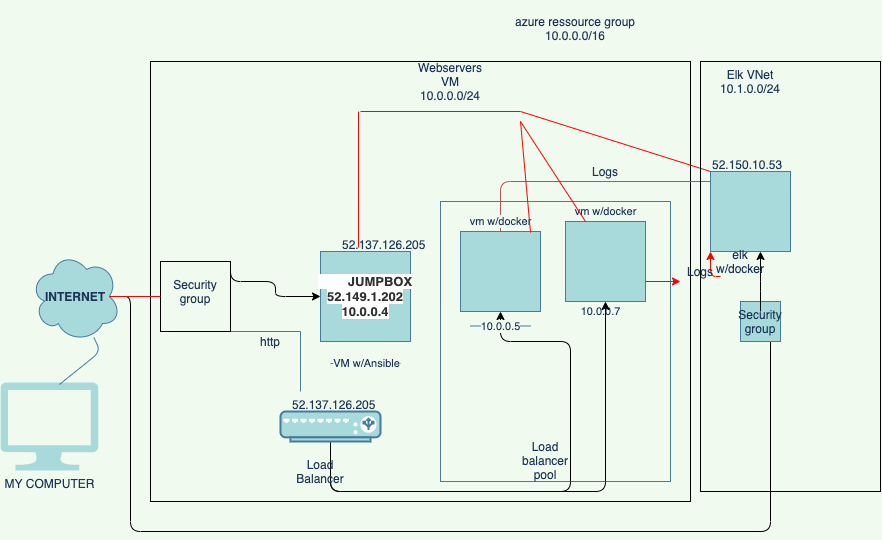 azure ressource group
10.0.0.0/16
Webservers
VM
10.0.0.0/24
Elk VNet
10.1.0.0/24
52.150.10.53
Logs
vm w/docker
vm w/docker
52.137.126.205
elk
w/docker
Logs
INTERNET
Security
group
JUMPBOX
52.149.1.202
10.0.0.4
10.0.0.5
10.0.0.7
Security
group
http
-VM w/Ansible
52.137.126.205
Load
Balancer
Load
balancer
pool
MY COMPUTER